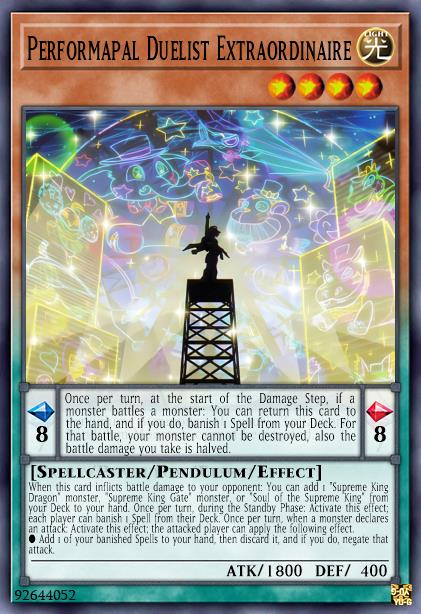 Performapal Duelist Extraordinaire
LIGHT
光
Once per turn, at the start of the Damage Step, if a
monster battles a monster: You can return this card to
the hand, and if you do, banish 1 Spell from your Deck. For
that battle, your monster cannot be destroyed, also the
battle damage you take is halved.
8 8
[Spellcaster/Pendulum/Effect]
When this card inflicts battle damage to your opponent: You can add 1 "Supreme King
Dragon" monster, "Supreme King Gate" monster, or "Soul of the Supreme King" from
your Deck to your hand. Once per turn, during the Standby Phase: Activate this effect;
each player can banish 1 Spell from their Deck. Once per turn, when a monster declares
an attack: Activate this effect; the attacked player can apply the following effect.
● Add 1 of your banished Spells to your hand, then discard it, and if you do, negate that
attack.
ATK/1800 DEF/ 400
92644052